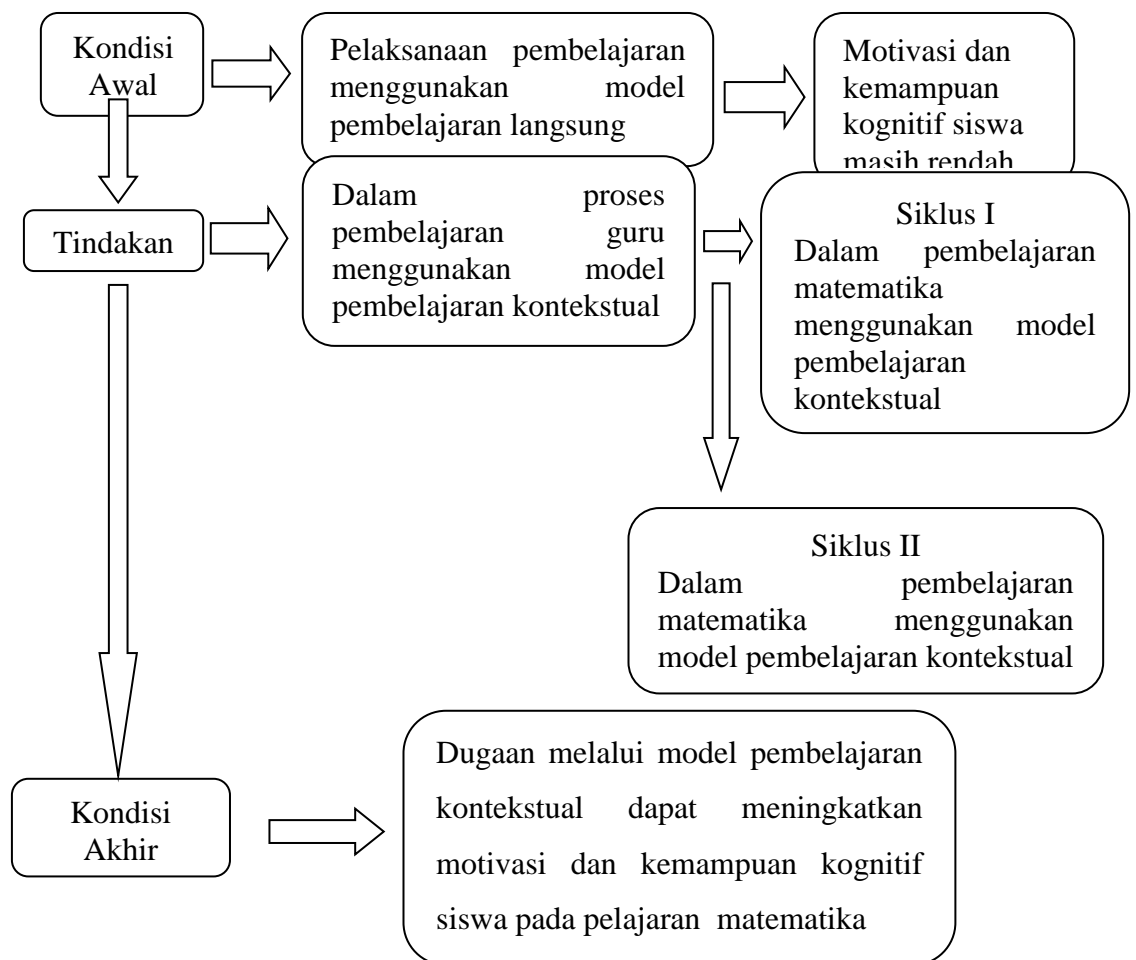 Kondisi
Awal
Pelaksanaan pembelajaran
menggunakan model
pembelajaran langsung
Motivasi dan
kemampuan
kognitif siswa
masih rendah
Tindakan
Dalam proses
pembelajaran guru
menggunakan model
pembelajaran kontekstual
Siklus I
Dalam pembelajaran
matematika
menggunakan model
pembelajaran
kontekstual
Siklus II
Dalam pembelajaran
matematika menggunakan
model pembelajaran kontekstual
Kondisi
Akhir
Dugaan melalui model pembelajaran
kontekstual dapat meningkatkan
motivasi dan kemampuan kognitif
siswa pada pelajaran matematika